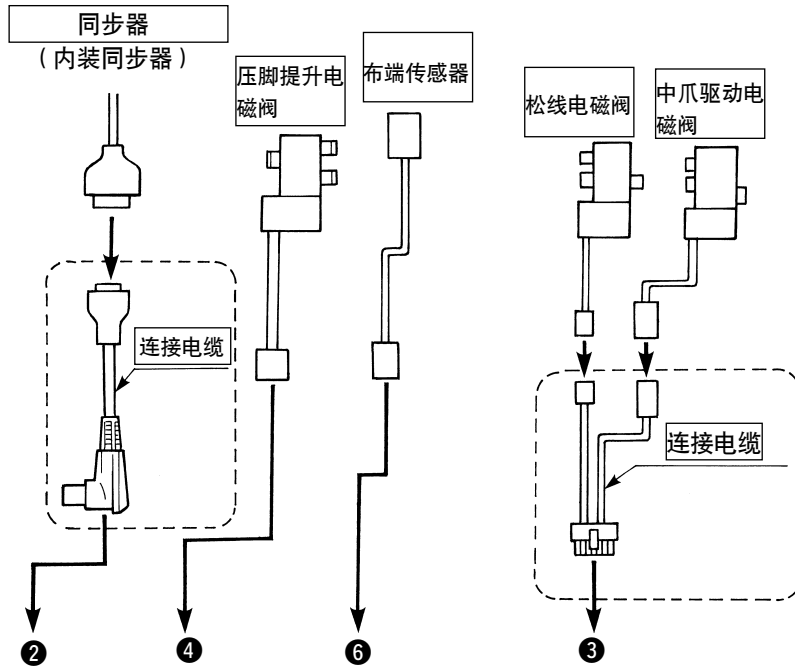 同步器
（内装同步器）
压脚提升电
磁阀
布端传感器
松线电磁阀
中爪驱动电
磁阀
连接电缆
连接电缆
❷
❹
❻
❸